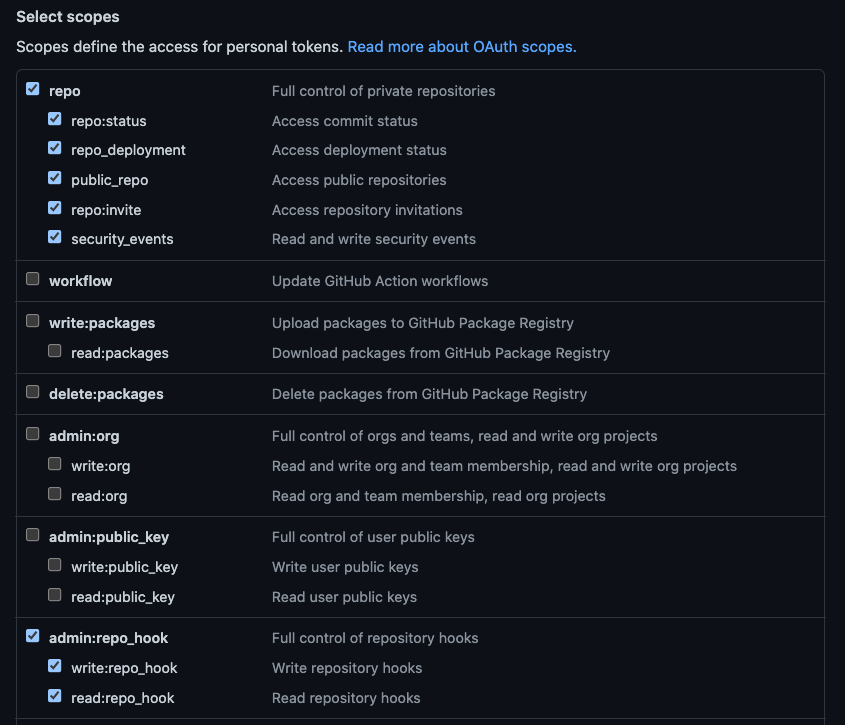 Select scopes
Scopes define the access for personal tokens. Read more about OAuth scopes.
repo Full control of private repositories
repo:status Access commit status
repo_deployment Access deployment status
public_repo Access public repositories
repo:invite Access repository invitations
security_events Read and write security events
workflow Update GitHub Action workflows
write:packages Upload packages to GitHub Package Registry
read:packages Download packages from GitHub Package Registry
delete:packages Delete packages from GitHub Package Registry
admin:org Full control of orgs and teams, read and write org projects
write:org Read and write org and team membership, read and write org projects
read:org Read org and team membership, read org projects
admin:public_key Full control of user public keys
write:public_key Write user public keys
read:public_key Read user public keys
admin:repo_hook Full control of repository hooks
write:repo_hook Write repository hooks
read:repo_hook Read repository hooks